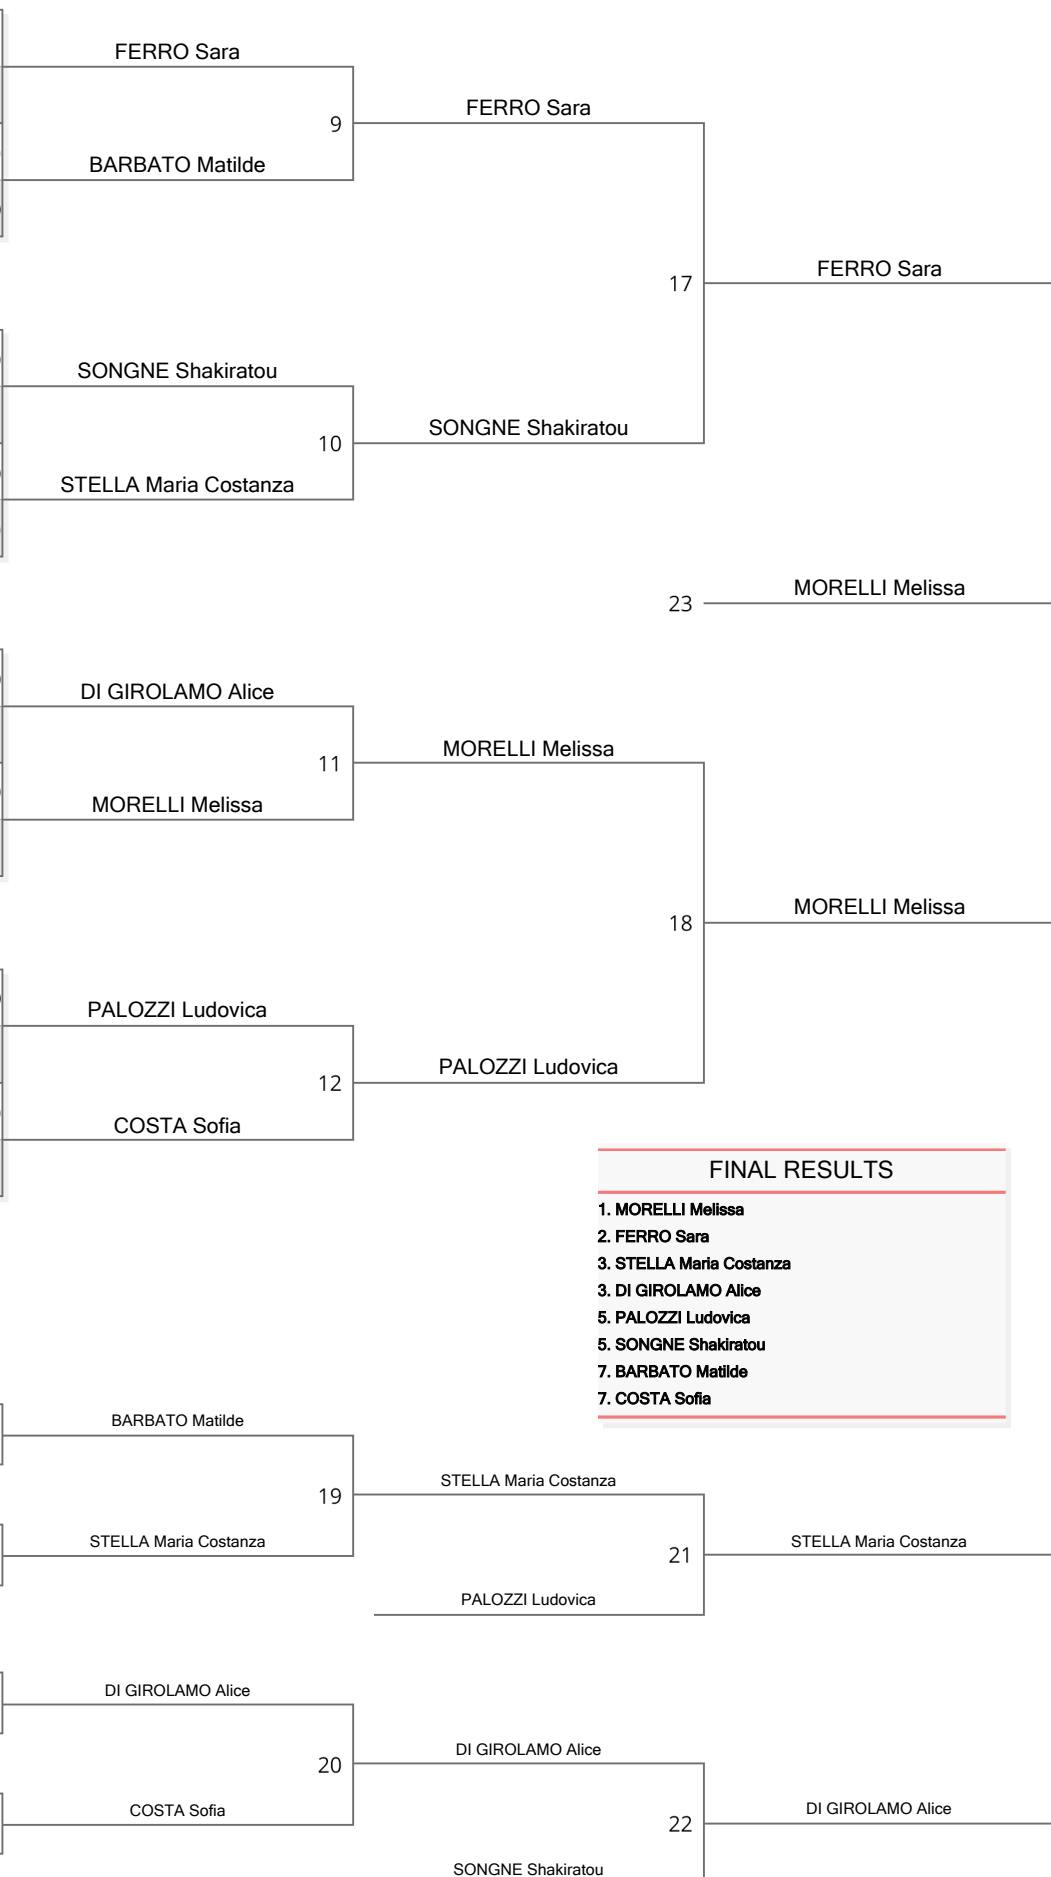 FERRO Sara
9
FERRO Sara
BARBATO Matilde
17
FERRO Sara
SONGNE Shakiratou
10
SONGNE Shakiratou
STELLA Maria Costanza
23
MORELLI Melissa
DI GIROLAMO Alice
11
MORELLI Melissa
MORELLI Melissa
18
MORELLI Melissa
PALOZZI Ludovica
12
PALOZZI Ludovica
COSTA Sofia
FINAL RESULTS
1. MORELLI Melissa
2. FERRO Sara
3. STELLA Maria Costanza
3. DI GIROLAMO Alice
5. PALOZZI Ludovica
5. SONGNE Shakiratou
7. BARBATO Matilde
7. COSTA Sofia
BARBATO Matilde
19
STELLA Maria Costanza
STELLA Maria Costanza
21
STELLA Maria Costanza
PALOZZI Ludovica
DI GIROLAMO Alice
20
DI GIROLAMO Alice
COSTA Sofia
22
DI GIROLAMO Alice
SONGNE Shakiratou